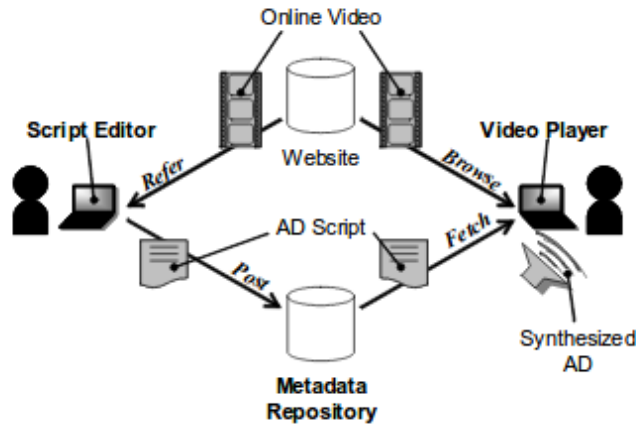 Online Video
Script Editor
Video Player
Website
Refer
Browse
AD Script
Post
Fetch
Synthesized
AD
Metadata
Repository